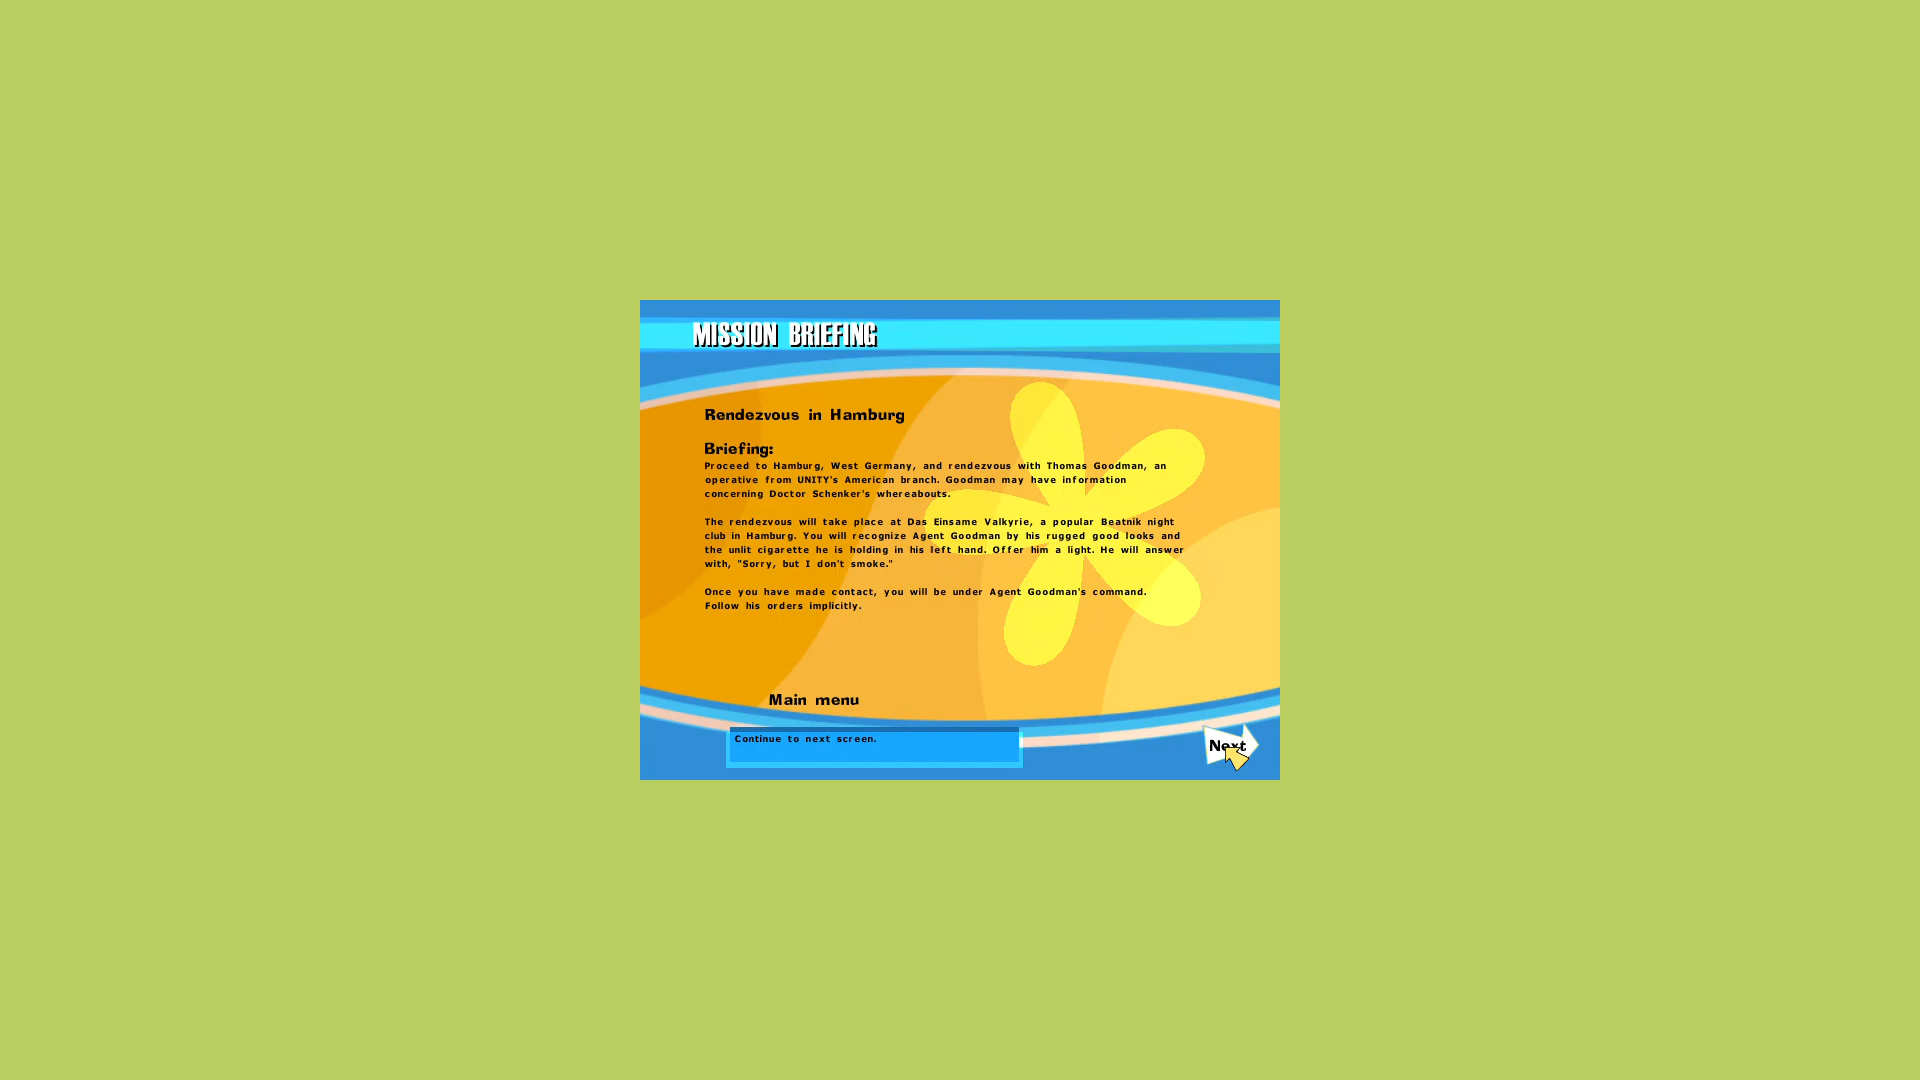 MISSION BRIEFING
Rendezvous in Hamburg
Briefing:
Proceed to Hamburg, West Germany, and rendezvous with Thomas Goodman, an
operative from UNITY's American branch. Goodman may have information
concerning Doctor Schenker's whereabouts.
The rendezvous will take place at Das Einsame Valkyrie, a popular Beatnik night
club in Hamburg. You will recognize Agent Goodman by his rugged good looks and
the unlit cigarette he is holding in his left hand. Offer him a light. He will answer
with, "Sorry, but I don't smoke."
Once you have made contact, you will be under Agent Goodman's command.
Follow his orders implicitly.
Main menu
Continue to next screen.
Next